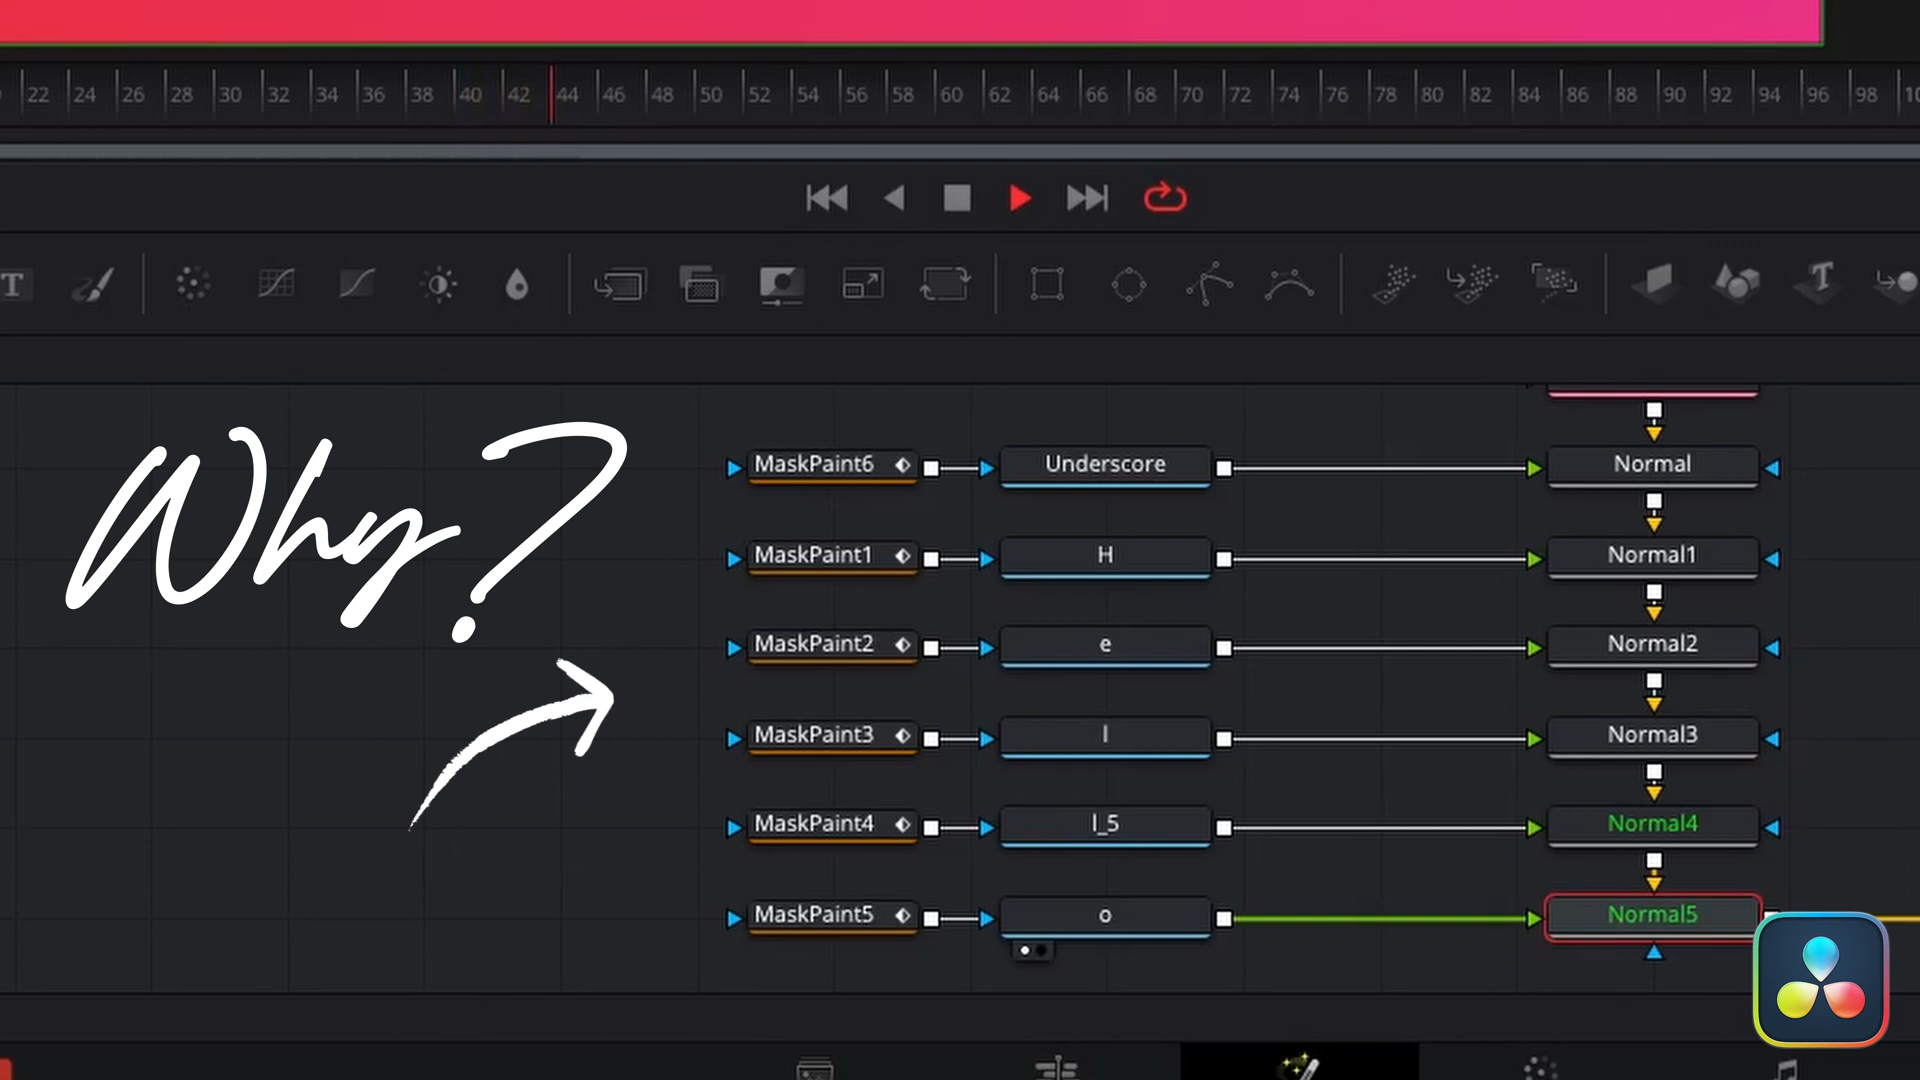 22 24 26 28 30 32 34 36 38 40 42 44 46 48 50 52 54 56 58 60 62 64 66 68 70 72 74 76 78 80 82 84 86 88 90 92 94 96 98
T T
Why?
MaskPaint6 Underscore Normal
MaskPaint1 H Normal1
MaskPaint2 e Normal2
MaskPaint3 l Normal3
MaskPaint4 l_5 Normal4
MaskPaint5 o Normal5